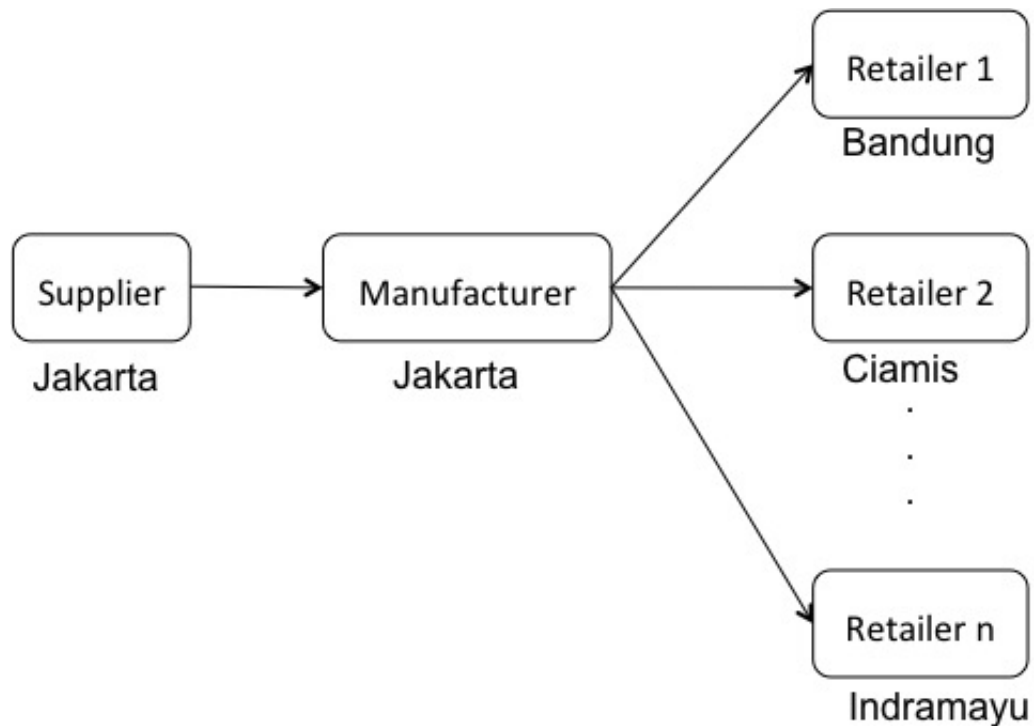 Supplier
Jakarta
Manufacturer
Jakarta
Retailer 1
Bandung
Retailer 2
Ciamis
.
.
.
Retailer n
Indramayu